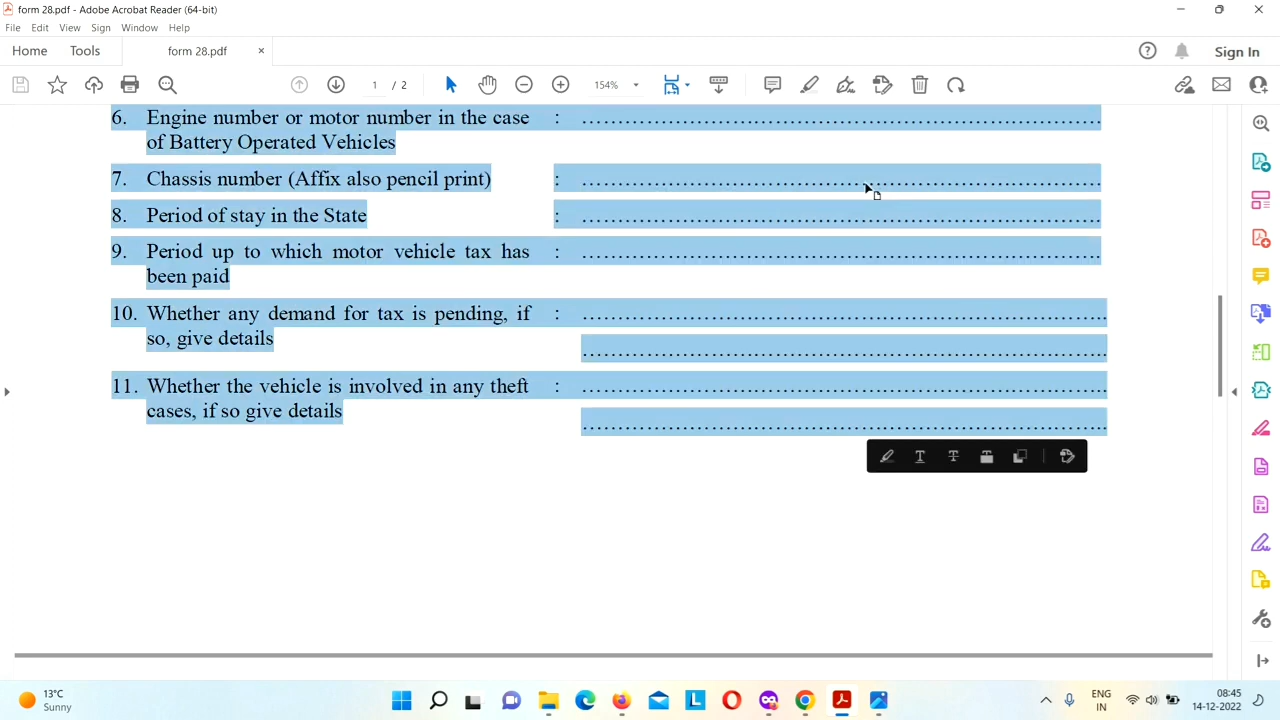 form 28.pdf - Adobe Acrobat Reader (64-bit)
File Edit View Sign Window Help
Home Tools form 28.pdf × Sign In
1 / 2 154%
6. Engine number or motor number in the case : ................................................................
of Battery Operated Vehicles
7. Chassis number (Affix also pencil print) : ................................................................
8. Period of stay in the State : ................................................................
9. Period up to which motor vehicle tax has : ................................................................
been paid
10. Whether any demand for tax is pending, if : ................................................................
so, give details ................................................................
11. Whether the vehicle is involved in any theft : ................................................................
cases, if so give details ................................................................
13°C
Sunny
ENG
IN
08:45
14-12-2022